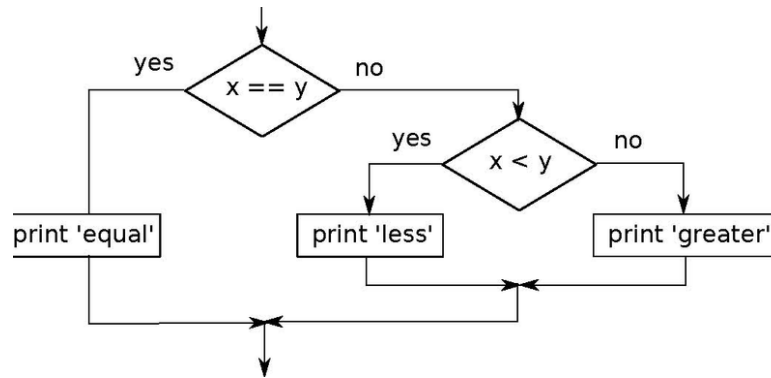 yes
x == y
no
yes
x < y
no
print 'equal'
print 'less'
print 'greater'